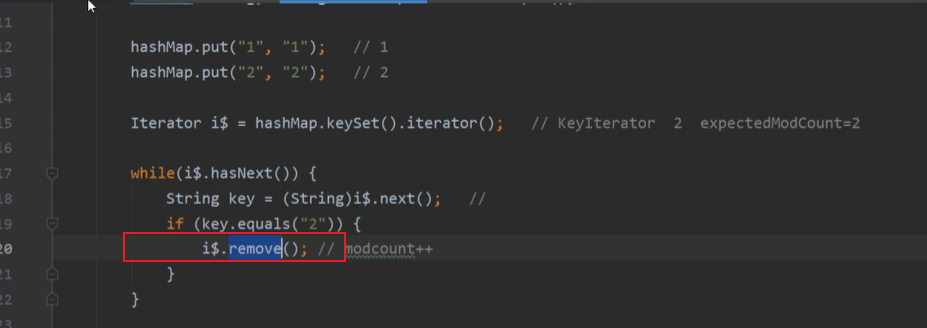 11
12 hashMap.put("1", "1"); // 1
13 hashMap.put("2", "2"); // 2
14
15 Iterator i$ = hashMap.keySet().iterator(); // KeyIterator 2 expectedModCount=2
16
17 while(i$.hasNext()) {
18 String key = (String)i$.next(); //
19 if (key.equals("2")) {
20 i$.remove(); // modcount++
21 }
22 }
23